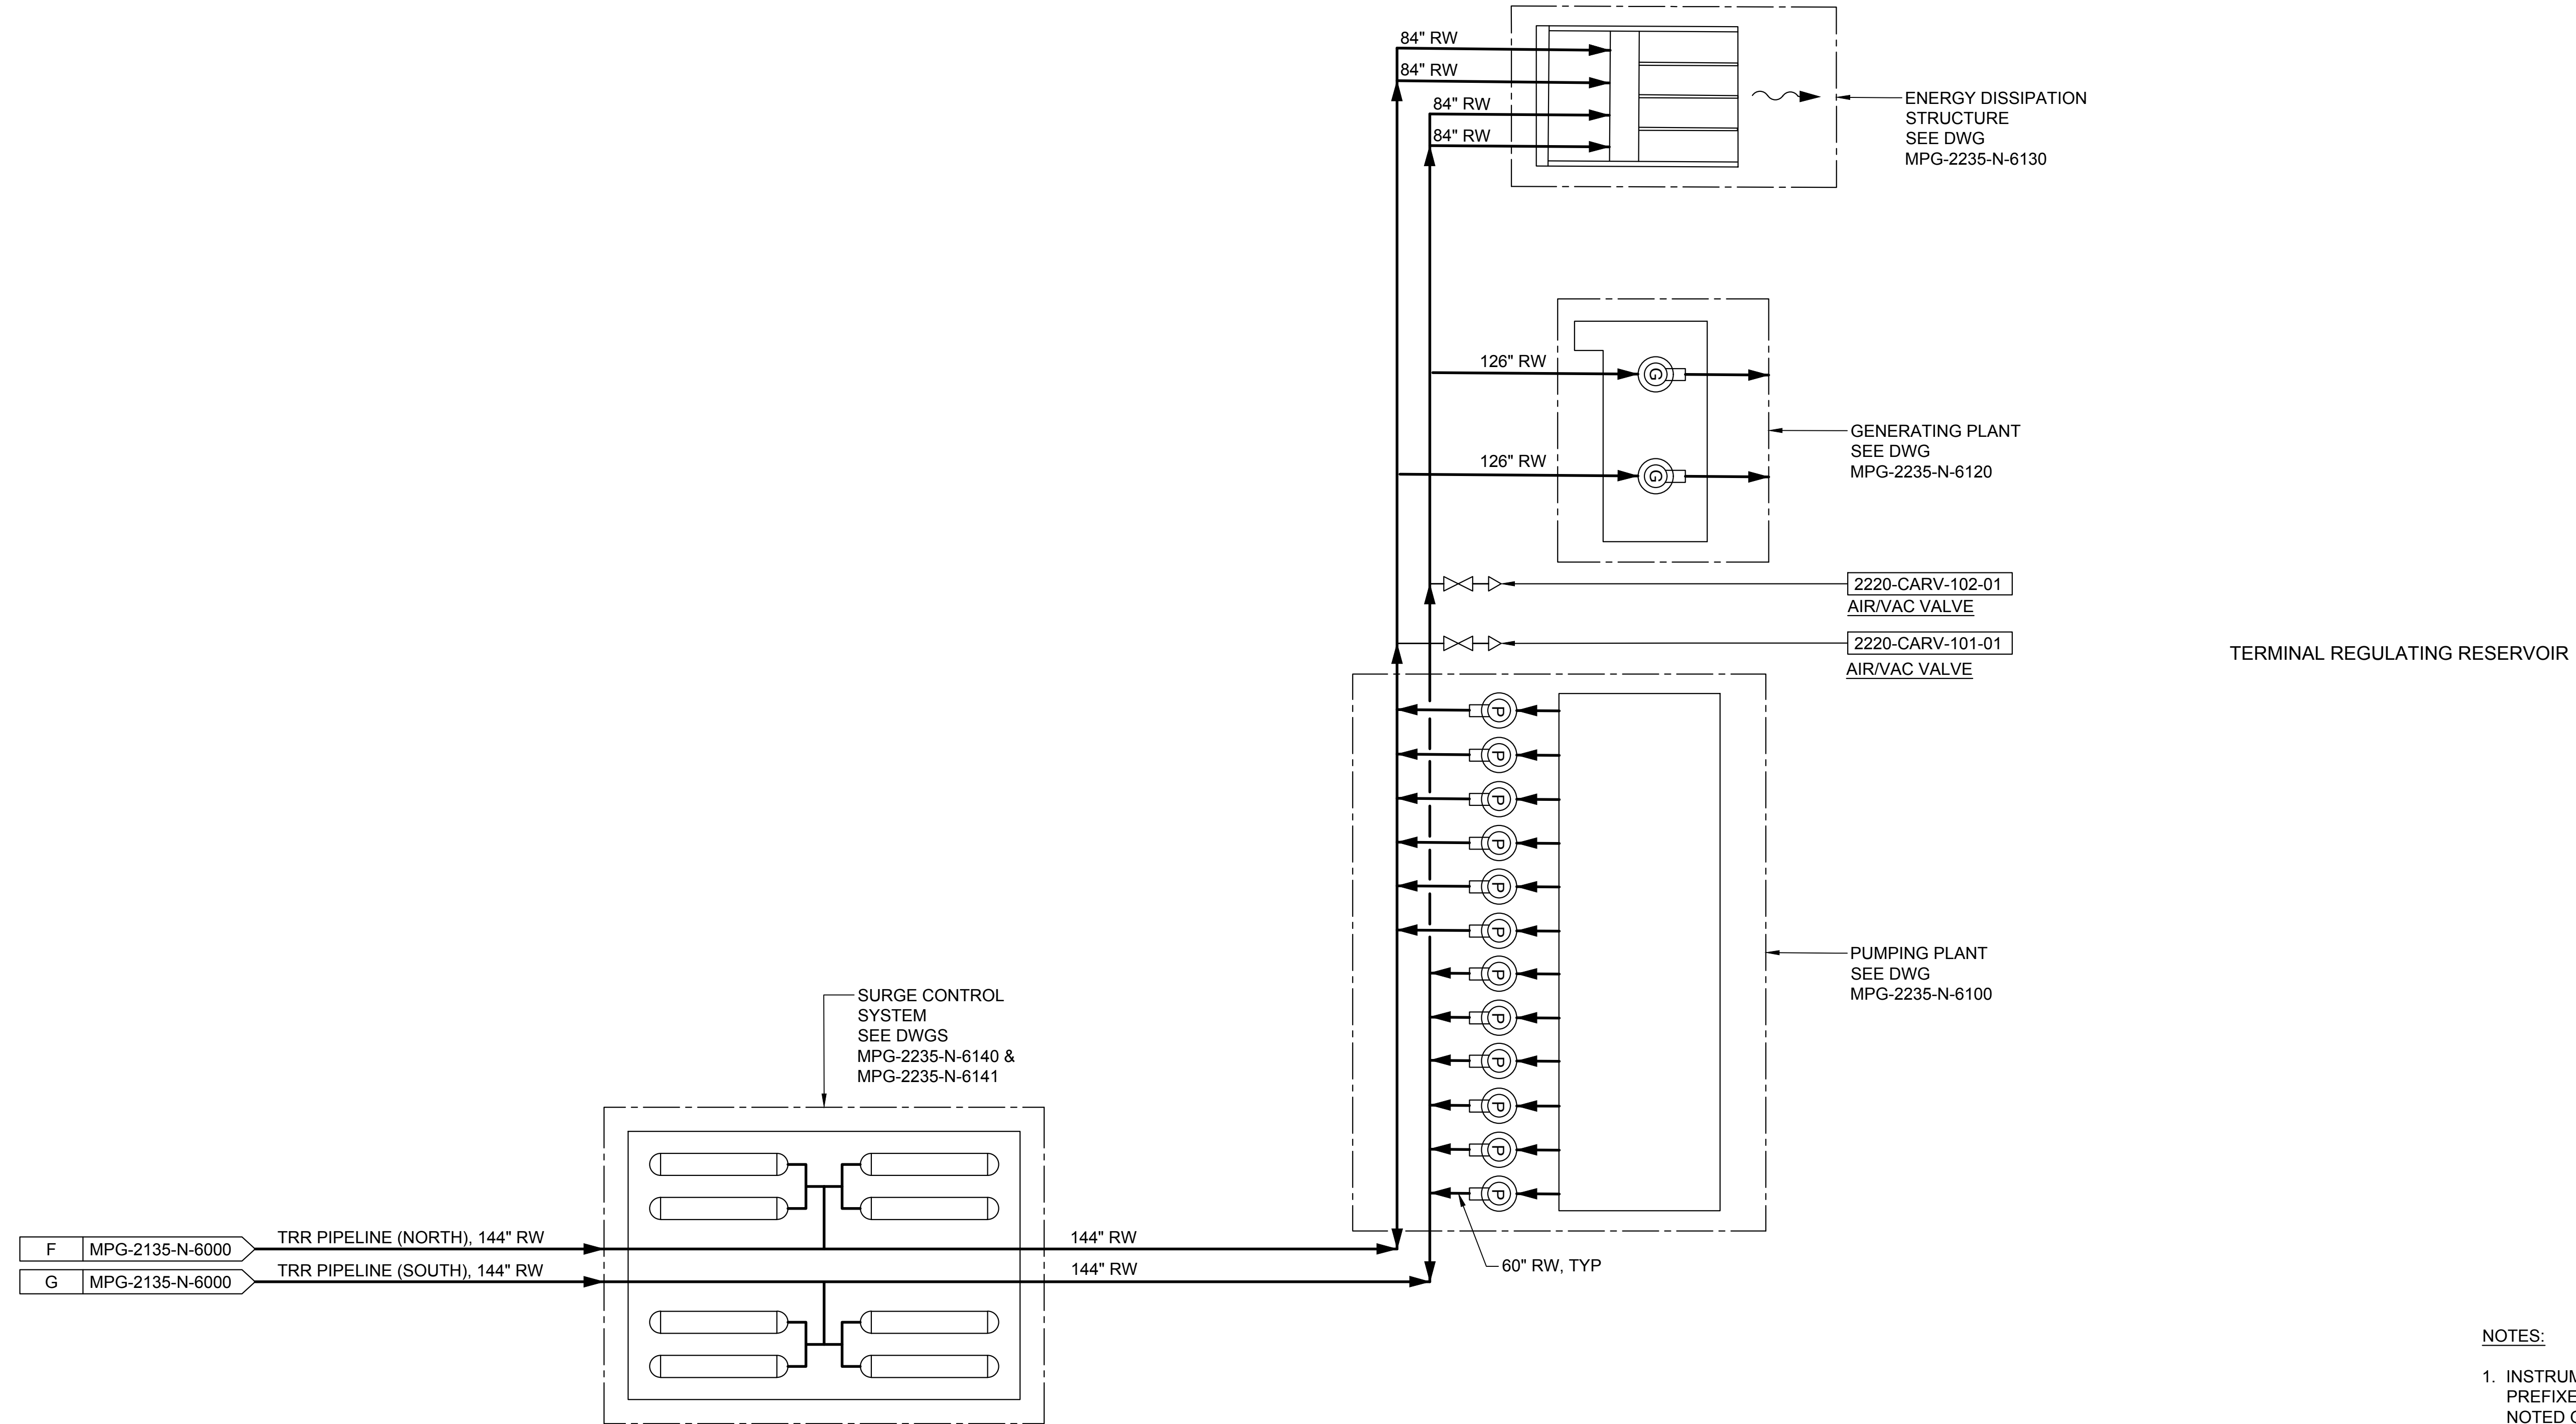 84" RW
84" RW
84" RW
84" RW
ENERGY DISSIPATION
STRUCTURE
SEE DWG
MPG-2235-N-6130
126" RW
G
GENERATING PLANT
SEE DWG
MPG-2235-N-6120
126" RW
G
2220-CARV-102-01
AIR/VAC VALVE
2220-CARV-101-01
AIR/VAC VALVE
TERMINAL REGULATING RESERVOIR
P
P
P
P
P
P
P
P
P
P
P
P
PUMPING PLANT
SEE DWG
MPG-2235-N-6100
SURGE CONTROL
SYSTEM
SEE DWGS
MPG-2235-N-6140 &
MPG-2235-N-6141
F MPG-2135-N-6000
TRR PIPELINE (NORTH), 144" RW
144" RW
G MPG-2135-N-6000
TRR PIPELINE (SOUTH), 144" RW
144" RW
60" RW, TYP
NOTES:
1. INSTRUM
PREFIXE
NOTED